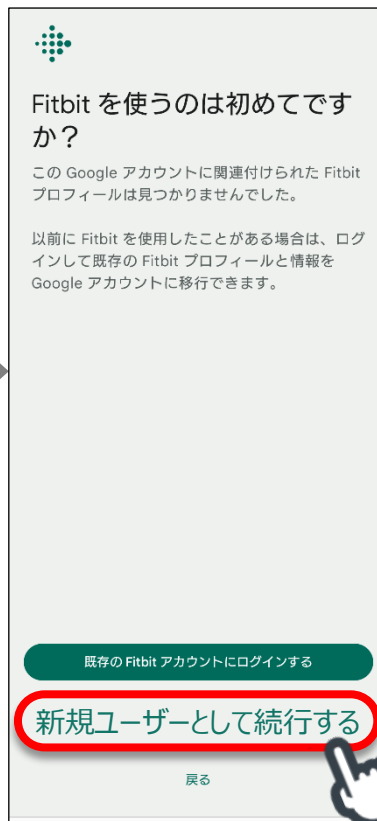 Fitbit を使うのは初めてです
か？
この Google アカウントに関連付けられた Fitbit
プロフィールは見つかりませんでした。
以前に Fitbit を使用したことがある場合は、ログ
インして既存の Fitbit プロフィールと情報を
Google アカウントに移行できます。
既存の Fitbit アカウントにログインする
新規ユーザーとして続行する
戻る